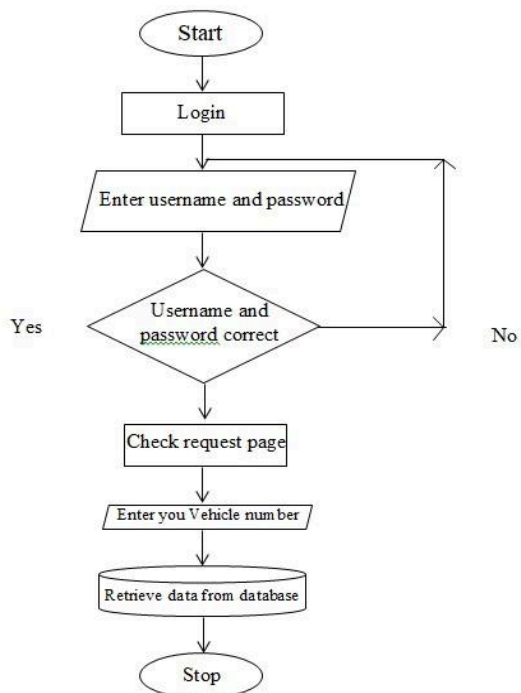 Start
Login
Enter username and password
Username and
password correct
Yes
No
Check request page
Enter you Vehicle number
Retrieve data from database
Stop